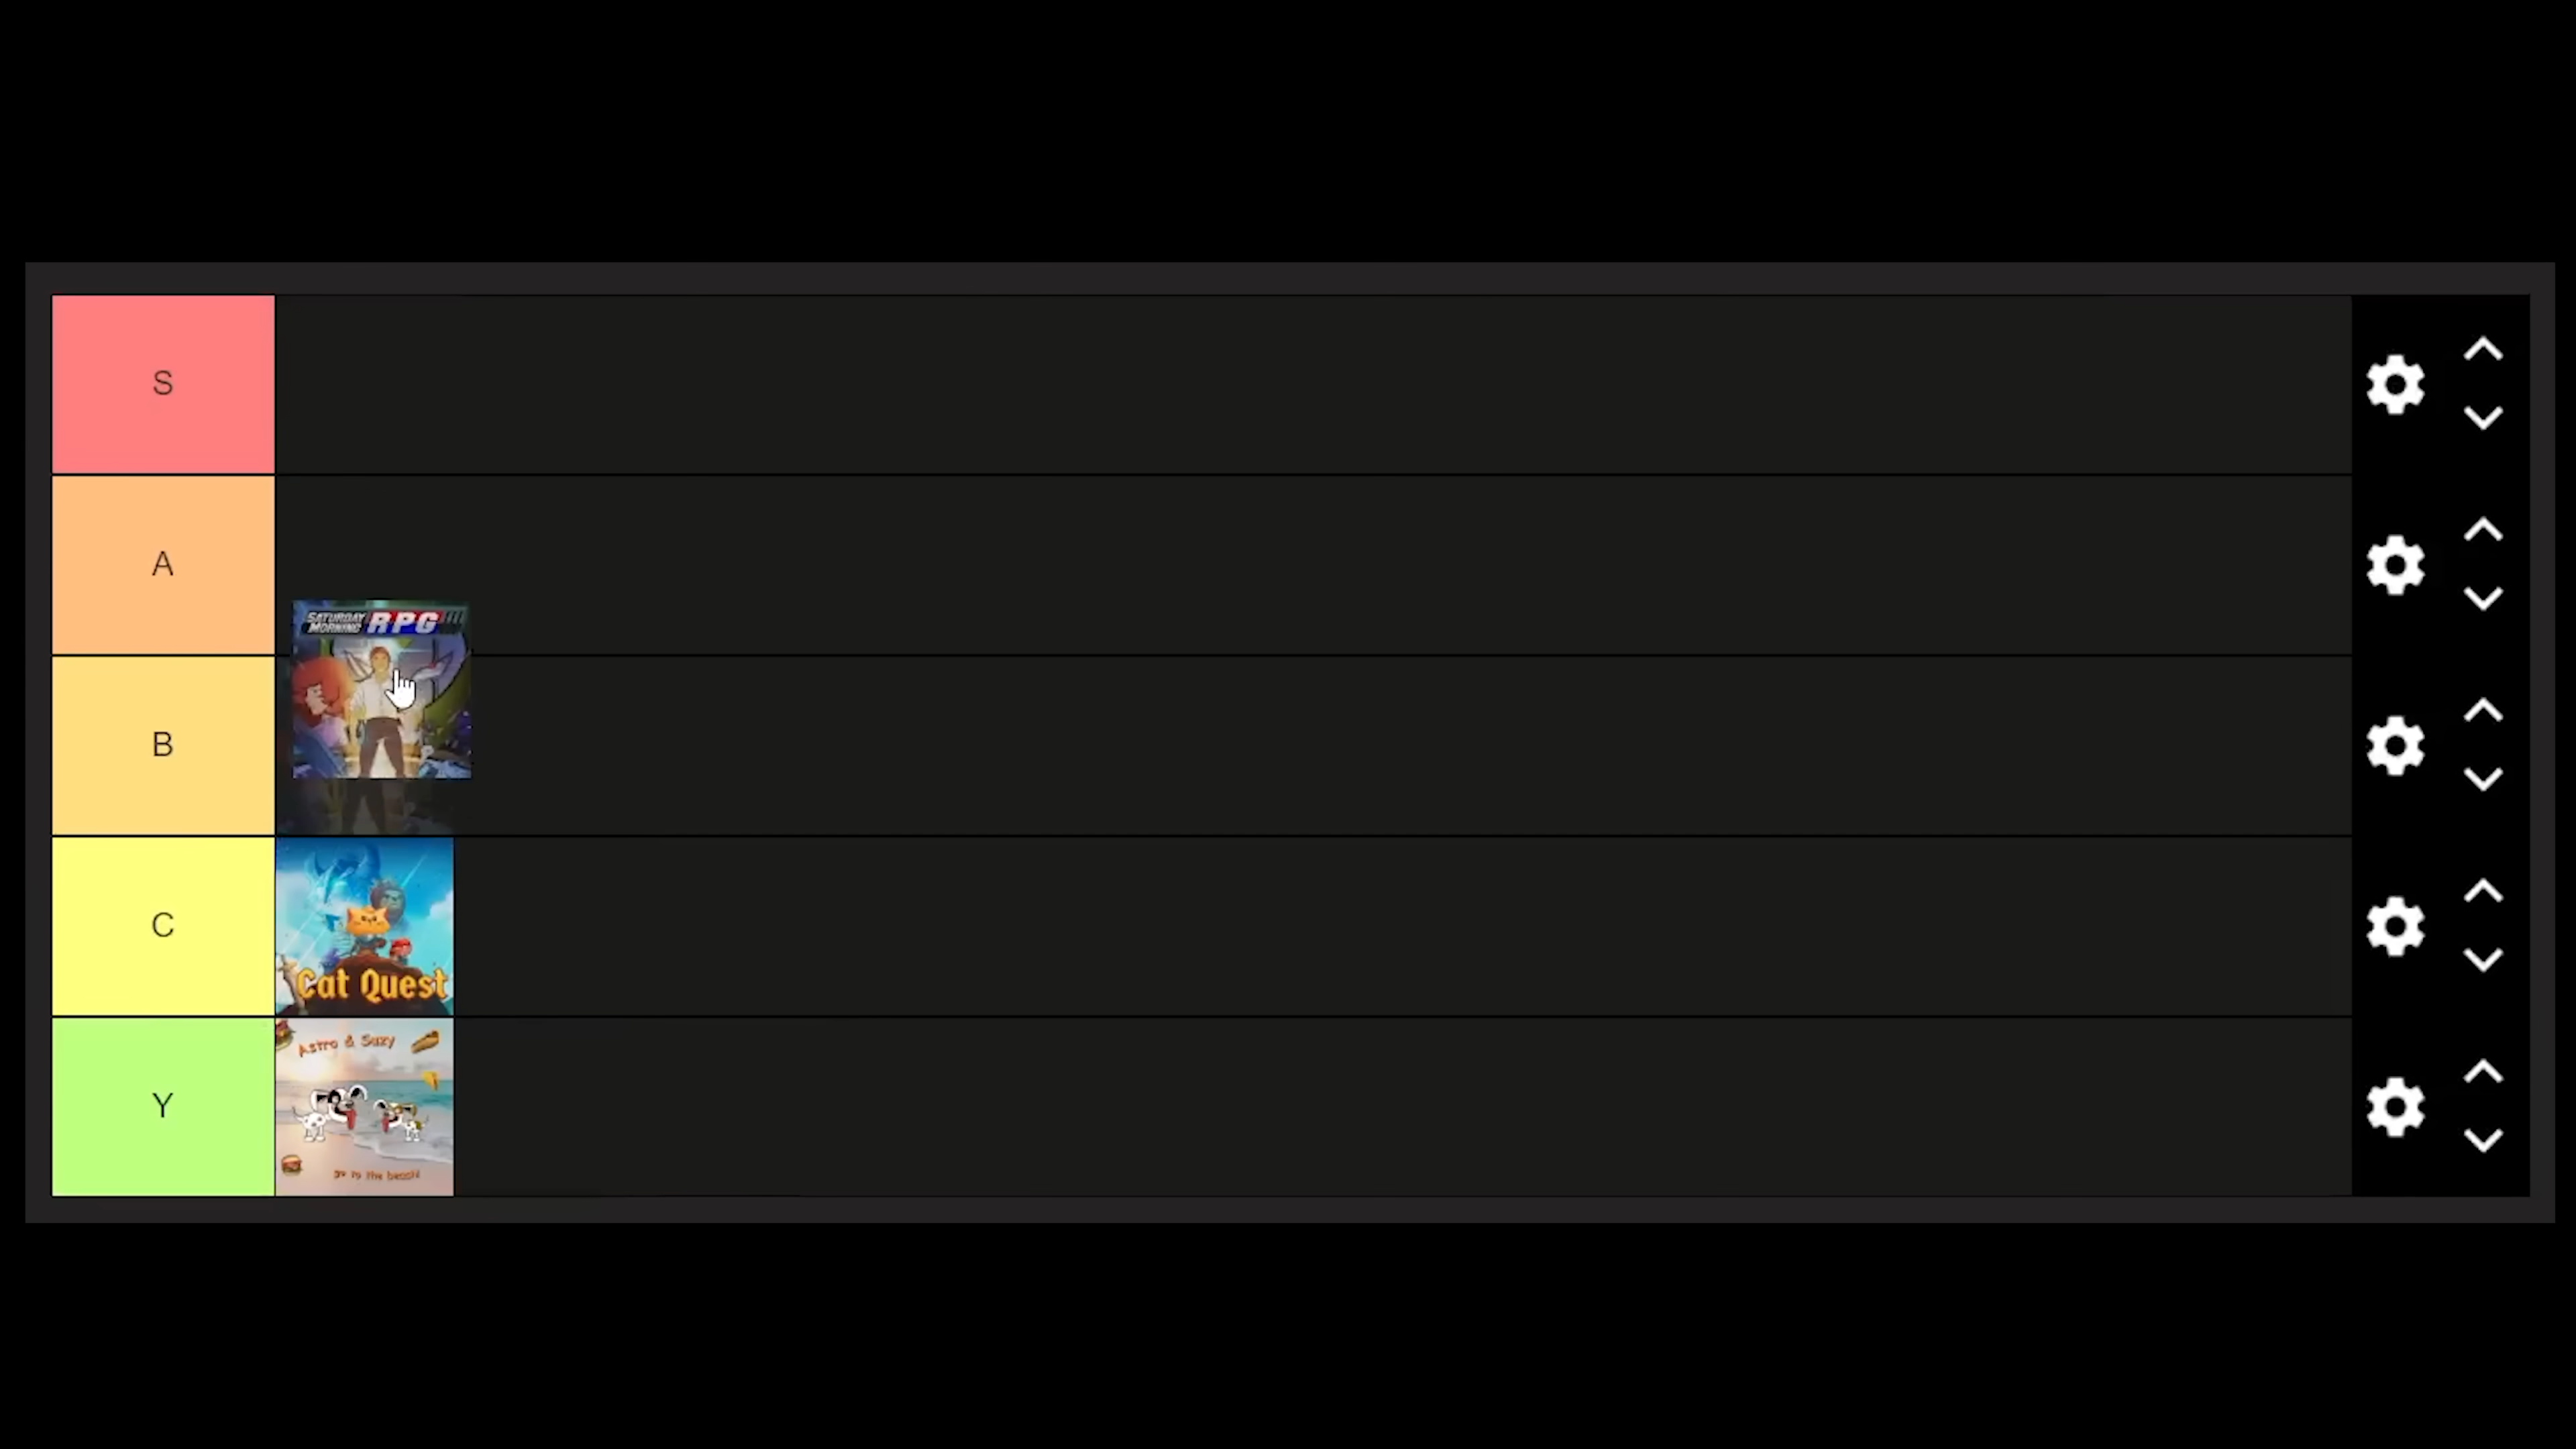 S
A
SATURDAY
MORNING RPG
B
C
Cat Quest
Astro & Suzy
Y
go to the beach!